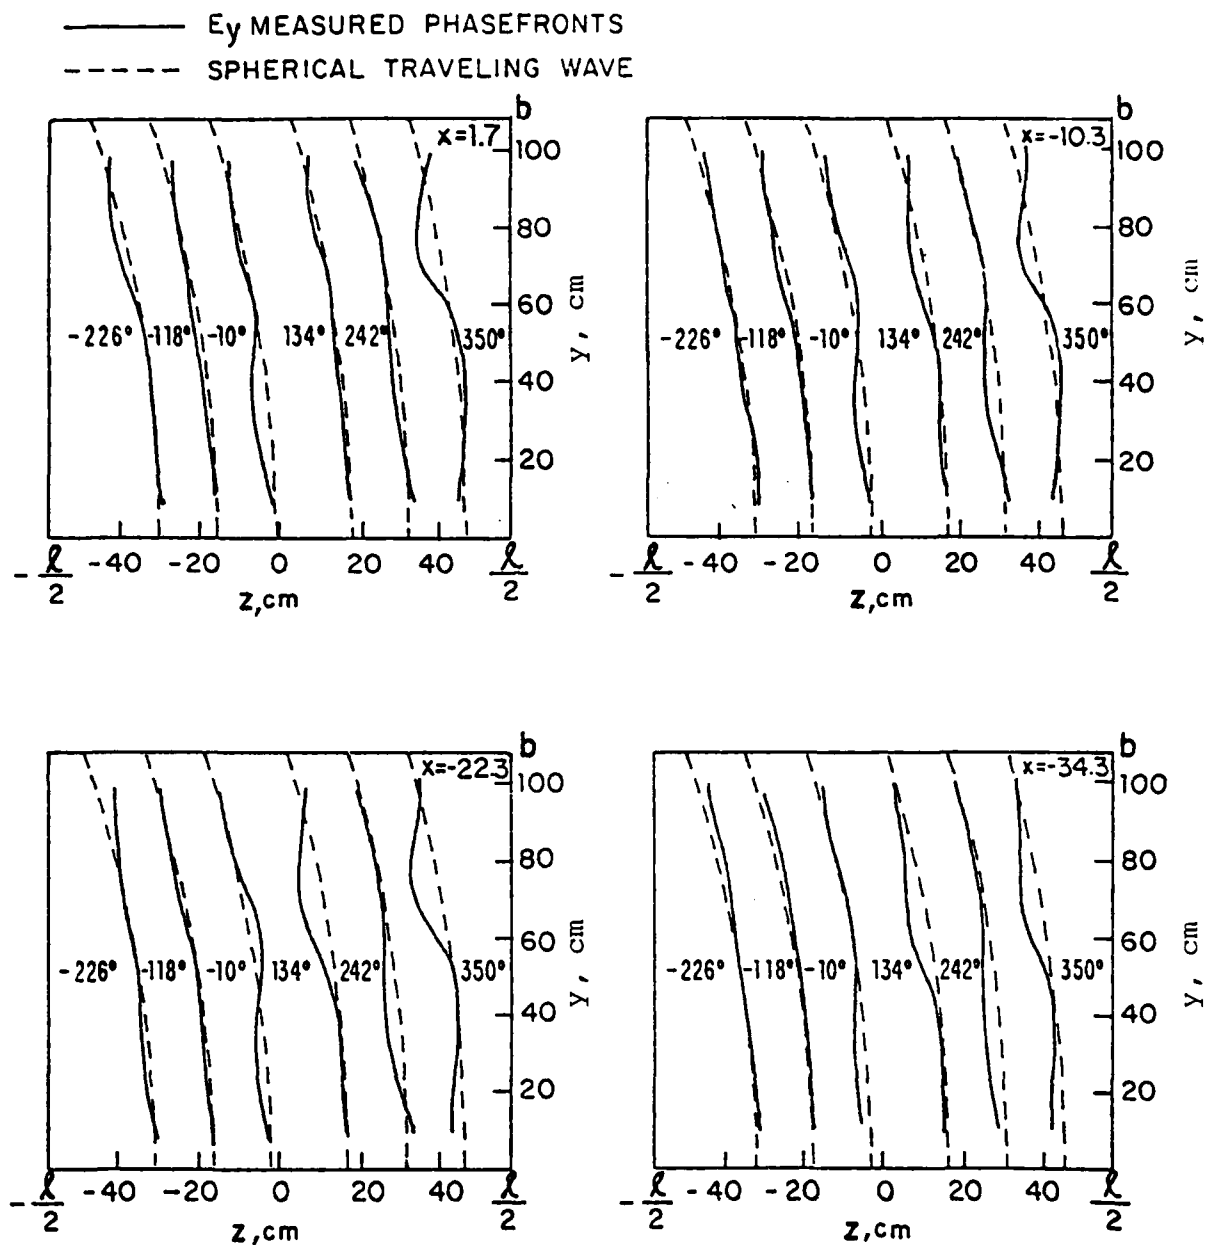 Ey MEASURED PHASEFRONTS
SPHERICAL TRAVELING WAVE
b
x=1.7
100
80
60
40
20
y, cm
-226° -118° -10° 134° 242° 350°
-ℓ/2 -40 -20 0 20 40 ℓ/2
z,cm
b
x=-10.3
100
80
60
40
20
y, cm
-226° -118° -10° 134° 242° 350°
-ℓ/2 -40 -20 0 20 40 ℓ/2
z,cm
b
x=-22.3
100
80
60
40
20
y, cm
-226° -118° -10° 134° 242° 350°
-ℓ/2 -40 -20 0 20 40 ℓ/2
z,cm
b
x=-34.3
100
80
60
40
20
y, cm
-226° -118° -10° 134° 242° 350°
-ℓ/2 -40 -20 0 20 40 ℓ/2
z,cm